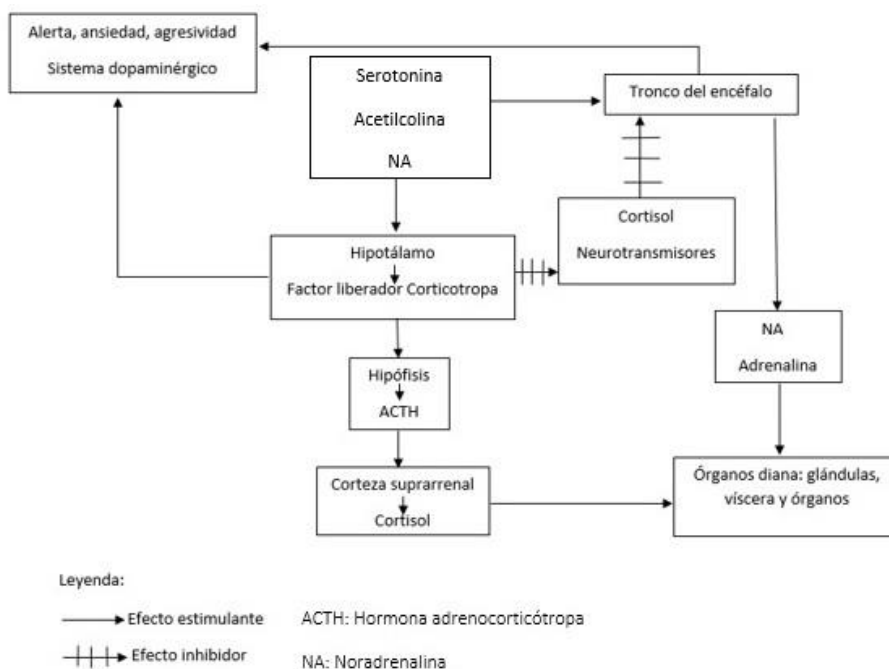 Alerta, ansiedad, agresividad
Sistema dopaminérgico
Serotonina
Acetilcolina
NA
Tronco del encéfalo
Cortisol
Neurotransmisores
Hipotálamo
Factor liberador Corticotropa
NA
Adrenalina
Hipófisis
ACTH
Corteza suprarrenal
Cortisol
Órganos diana: glándulas,
víscera y órganos
Leyenda:
Efecto estimulante
ACTH: Hormona adrenocorticótropa
Efecto inhibidor
NA: Noradrenalina